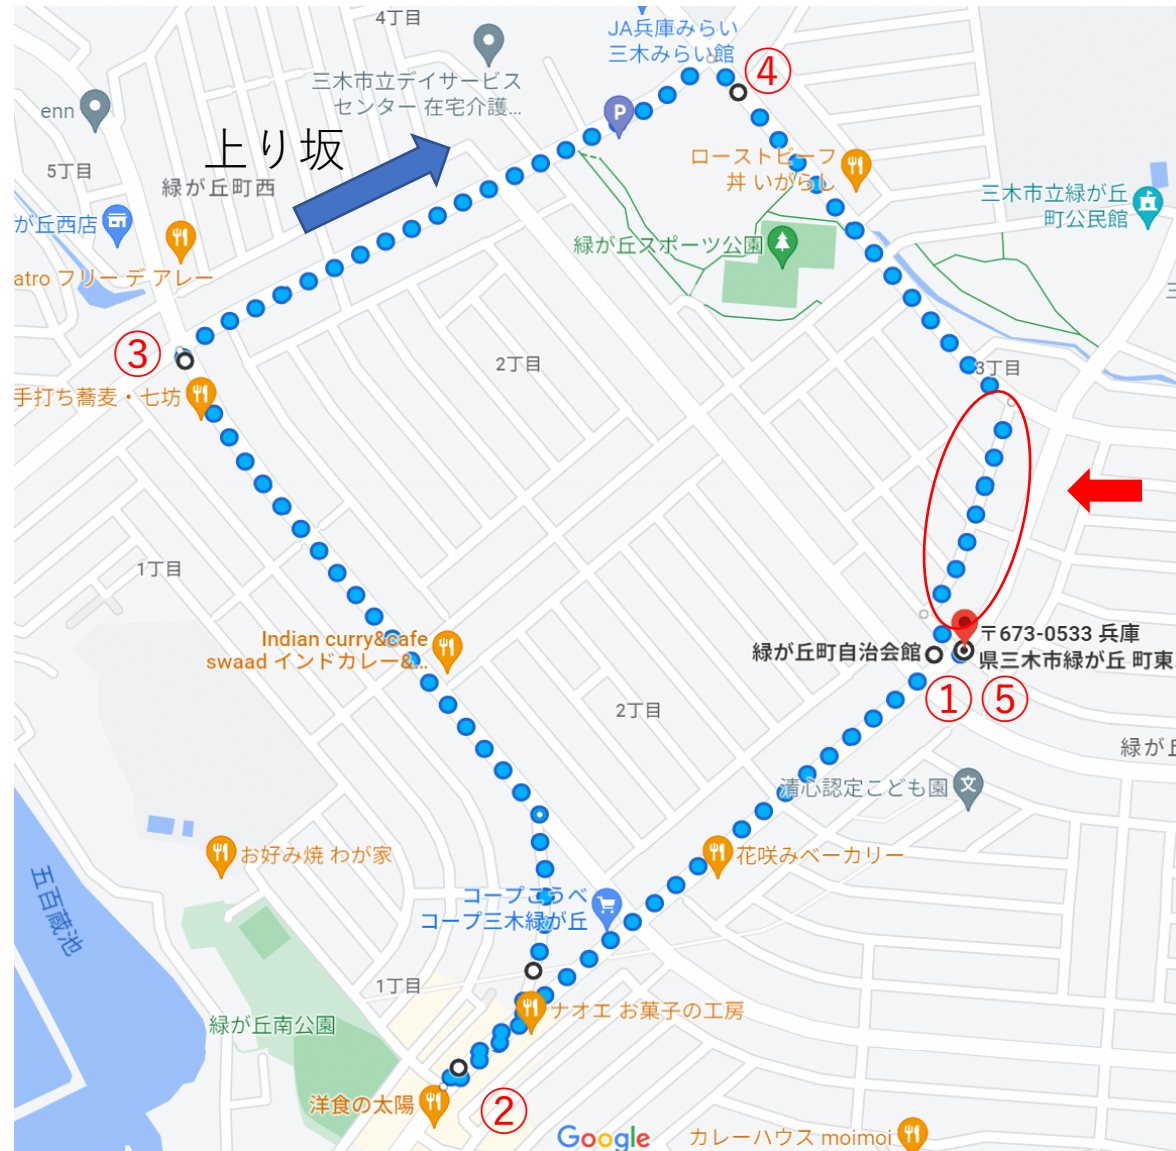 4丁目
JA兵庫みらい
三木みらい館
④
三木市立デイサービス
センター 在宅介護...
enn
P
上り坂
5丁目
緑が丘町西
ローストビーフ
丼 いがらし
三木市立緑が丘
町公民館
が丘西店
緑が丘スポーツ公園
atro フリー デ アレー
③
2丁目
3丁目
手打ち蕎麦・七坊
1丁目
Indian curry&cafe
swaad インドカレー&...
緑が丘町自治会館
〒673-0533 兵庫
県三木市緑が丘 町東
① ⑤
2丁目
緑が丘
清心認定こども園
文
お好み焼 わが家
花咲みベーカリー
五百蔵池
コープこうべ
コープ三木緑が丘
1丁目
緑が丘南公園
ナオエ お菓子の工房
洋食の太陽
②
Google
カレーハウス moimoi